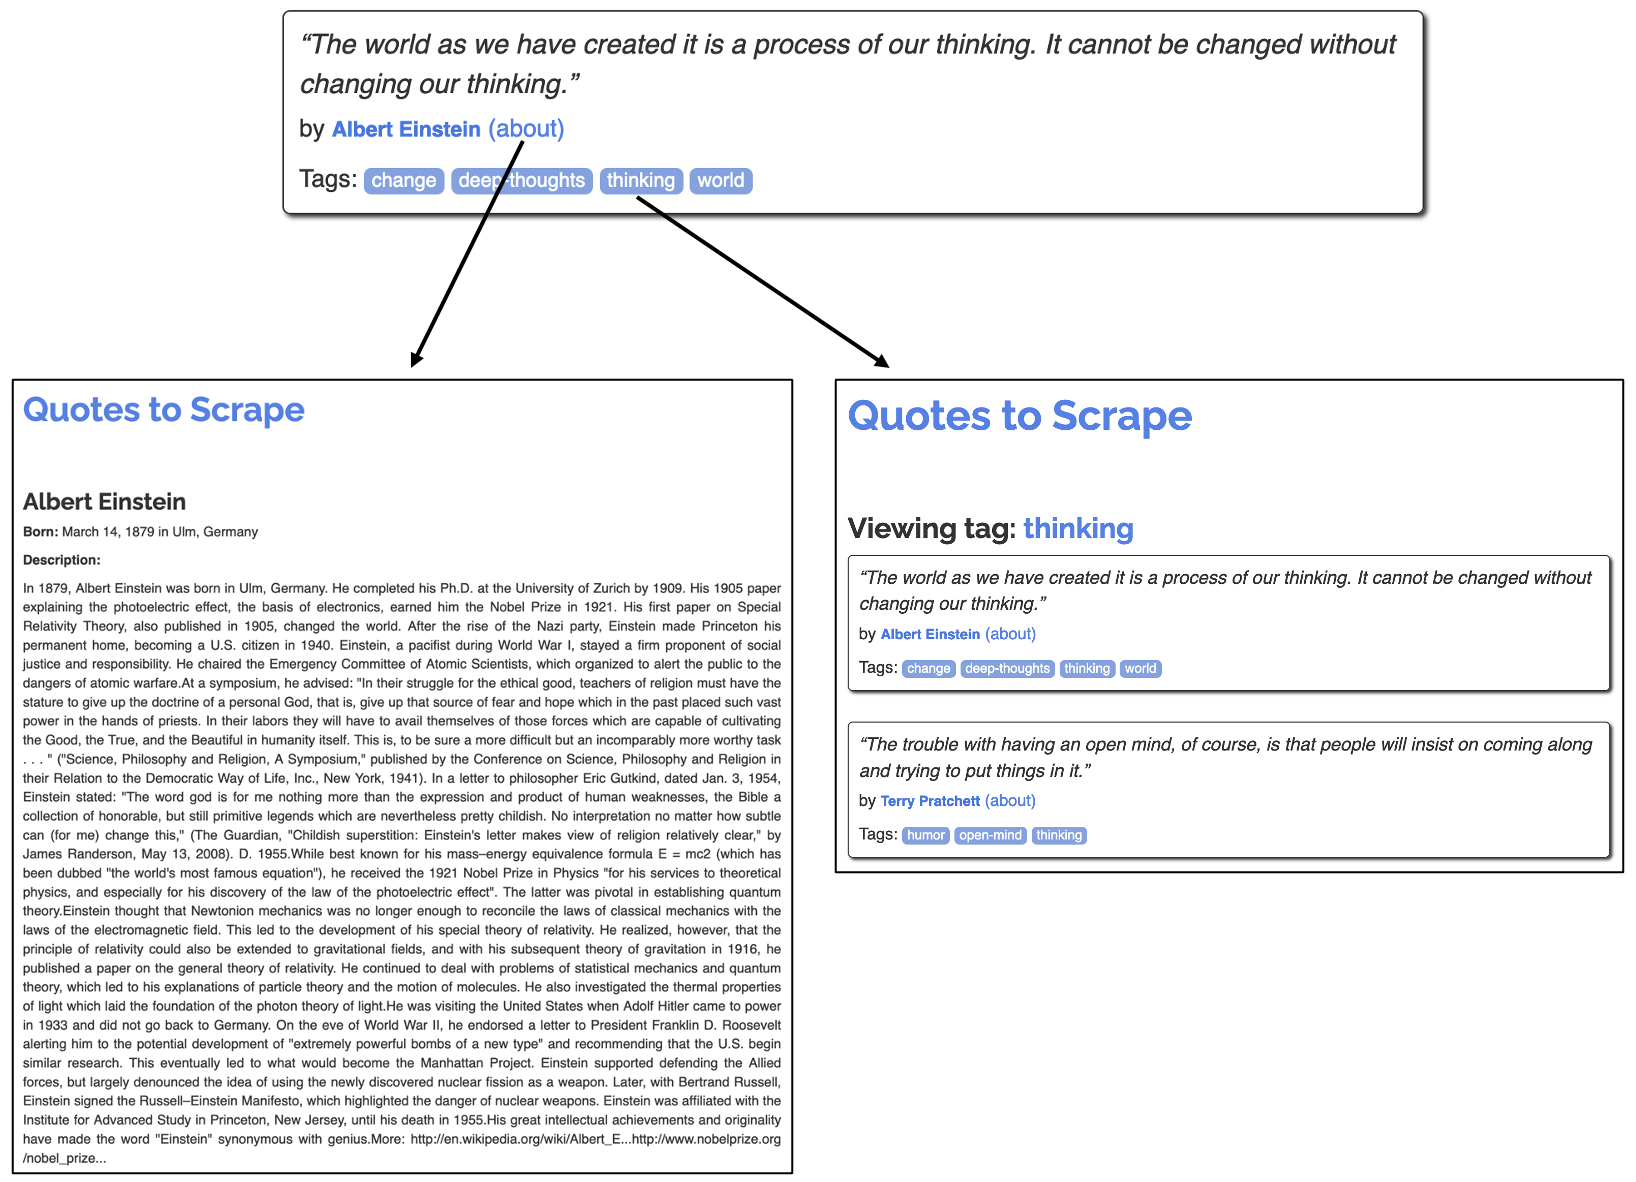 “The world as we have created it is a process of our thinking. It cannot be changed without
changing our thinking.”
by Albert Einstein (about)
Tags: change deep-thoughts thinking world
Quotes to Scrape
Albert Einstein
Born: March 14, 1879 in Ulm, Germany
Description:
In 1879, Albert Einstein was born in Ulm, Germany. He completed his Ph.D. at the University of Zurich by 1909. His 1905 paper
explaining the photoelectric effect, the basis of electronics, earned him the Nobel Prize in 1921. His first paper on Special
Relativity Theory, also published in 1905, changed the world. After the rise of the Nazi party, Einstein made Princeton his
permanent home, becoming a U.S. citizen in 1940. Einstein, a pacifist during World War I, stayed a firm proponent of social
justice and responsibility. He chaired the Emergency Committee of Atomic Scientists, which organized to alert the public to the
dangers of atomic warfare.At a symposium, he advised: "In their struggle for the ethical good, teachers of religion must have the
stature to give up the doctrine of a personal God, that is, give up that source of fear and hope which in the past placed such vast
power in the hands of priests. In their labors they will have to avail themselves of those forces which are capable of cultivating
the Good, the True, and the Beautiful in humanity itself. This is, to be sure a more difficult but an incomparably more worthy task
. . . " ("Science, Philosophy and Religion, A Symposium," published by the Conference on Science, Philosophy and Religion in
their Relation to the Democratic Way of Life, Inc., New York, 1941). In a letter to philosopher Eric Gutkind, dated Jan. 3, 1954,
Einstein stated: "The word god is for me nothing more than the expression and product of human weaknesses, the Bible a
collection of honorable, but still primitive legends which are nevertheless pretty childish. No interpretation no matter how subtle
can (for me) change this," (The Guardian, "Childish superstition: Einstein's letter makes view of religion relatively clear," by
James Randerson, May 13, 2008). D. 1955.While best known for his mass–energy equivalence formula E = mc2 (which has
been dubbed "the world's most famous equation"), he received the 1921 Nobel Prize in Physics "for his services to theoretical
physics, and especially for his discovery of the law of the photoelectric effect". The latter was pivotal in establishing quantum
theory.Einstein thought that Newtonion mechanics was no longer enough to reconcile the laws of classical mechanics with the
laws of the electromagnetic field. This led to the development of his special theory of relativity. He realized, however, that the
principle of relativity could also be extended to gravitational fields, and with his subsequent theory of gravitation in 1916, he
published a paper on the general theory of relativity. He continued to deal with problems of statistical mechanics and quantum
theory, which led to his explanations of particle theory and the motion of molecules. He also investigated the thermal properties
of light which laid the foundation of the photon theory of light.He was visiting the United States when Adolf Hitler came to power
in 1933 and did not go back to Germany. On the eve of World War II, he endorsed a letter to President Franklin D. Roosevelt
alerting him to the potential development of "extremely powerful bombs of a new type" and recommending that the U.S. begin
similar research. This eventually led to what would become the Manhattan Project. Einstein supported defending the Allied
forces, but largely denounced the idea of using the newly discovered nuclear fission as a weapon. Later, with Bertrand Russell,
Einstein signed the Russell–Einstein Manifesto, which highlighted the danger of nuclear weapons. Einstein was affiliated with the
Institute for Advanced Study in Princeton, New Jersey, until his death in 1955.His great intellectual achievements and originality
have made the word "Einstein" synonymous with genius.More: http://en.wikipedia.org/wiki/Albert_E...http://www.nobelprize.org
/nobel_prize...
Quotes to Scrape
Viewing tag: thinking
“The world as we have created it is a process of our thinking. It cannot be changed without
changing our thinking.”
by Albert Einstein (about)
Tags: change deep-thoughts thinking world
“The trouble with having an open mind, of course, is that people will insist on coming along
and trying to put things in it.”
by Terry Pratchett (about)
Tags: humor open-mind thinking